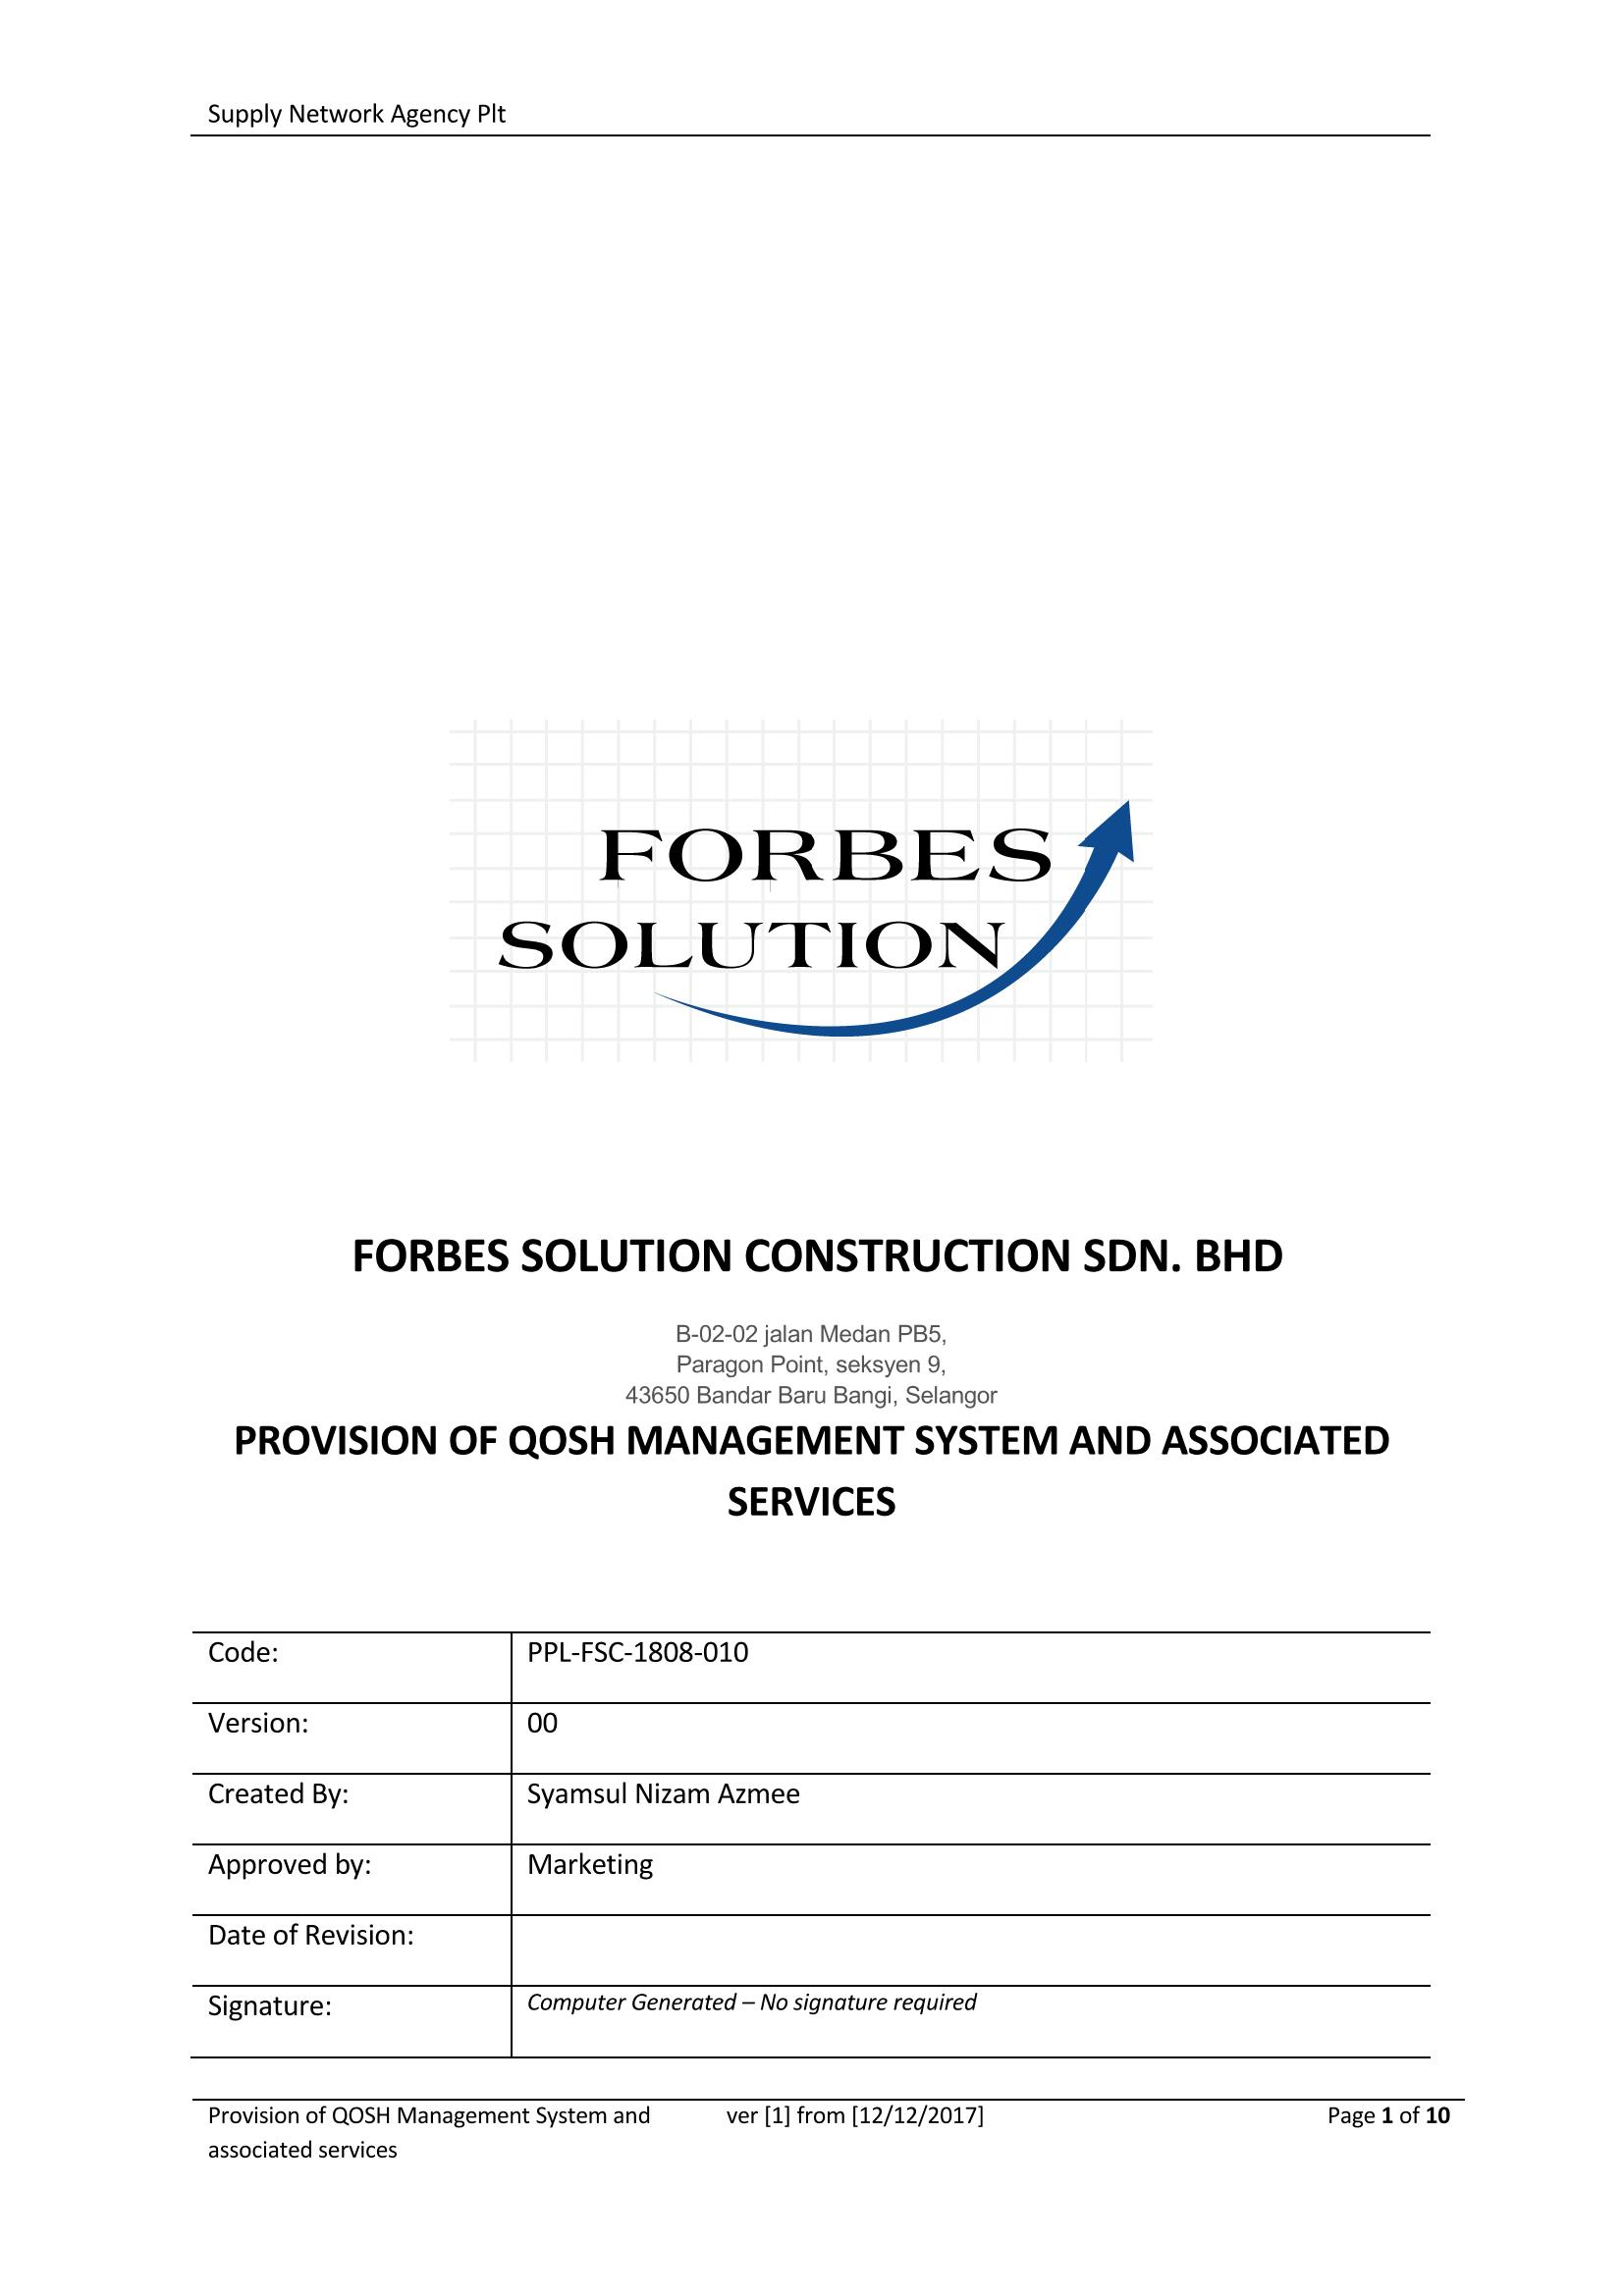 Supply Network Agency Plt
FORBES
SOLUTION
FORBES SOLUTION CONSTRUCTION SDN. BHD
B-02-02 jalan Medan PB5,
Paragon Point, seksyen 9,
43650 Bandar Baru Bangi, Selangor
PROVISION OF QOSH MANAGEMENT SYSTEM AND ASSOCIATED
SERVICES
Code: PPL-FSC-1808-010
Version: 00
Created By: Syamsul Nizam Azmee
Approved by: Marketing
Date of Revision:
Signature: Computer Generated – No signature required
Provision of QOSH Management System and ver [1] from [12/12/2017] Page 1 of 10
associated services